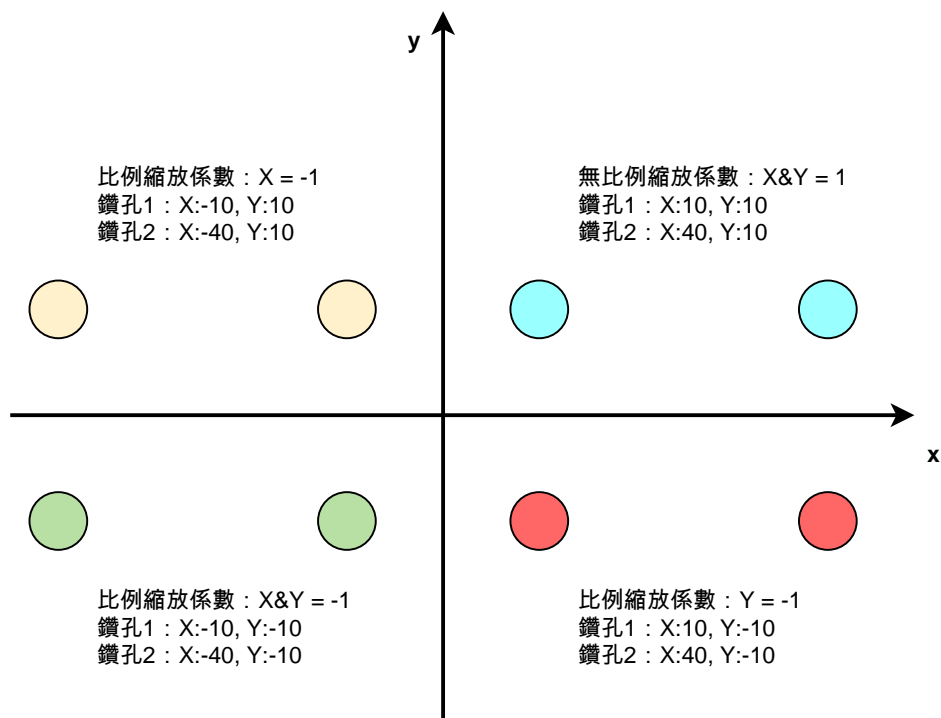 y
比例縮放係數：X = -1
鑽孔1：X:-10, Y:10
鑽孔2：X:-40, Y:10
無比例縮放係數：X&Y = 1
鑽孔1：X:10, Y:10
鑽孔2：X:40, Y:10
x
比例縮放係數：X&Y = -1
鑽孔1：X:-10, Y:-10
鑽孔2：X:-40, Y:-10
比例縮放係數：Y = -1
鑽孔1：X:10, Y:-10
鑽孔2：X:40, Y:-10